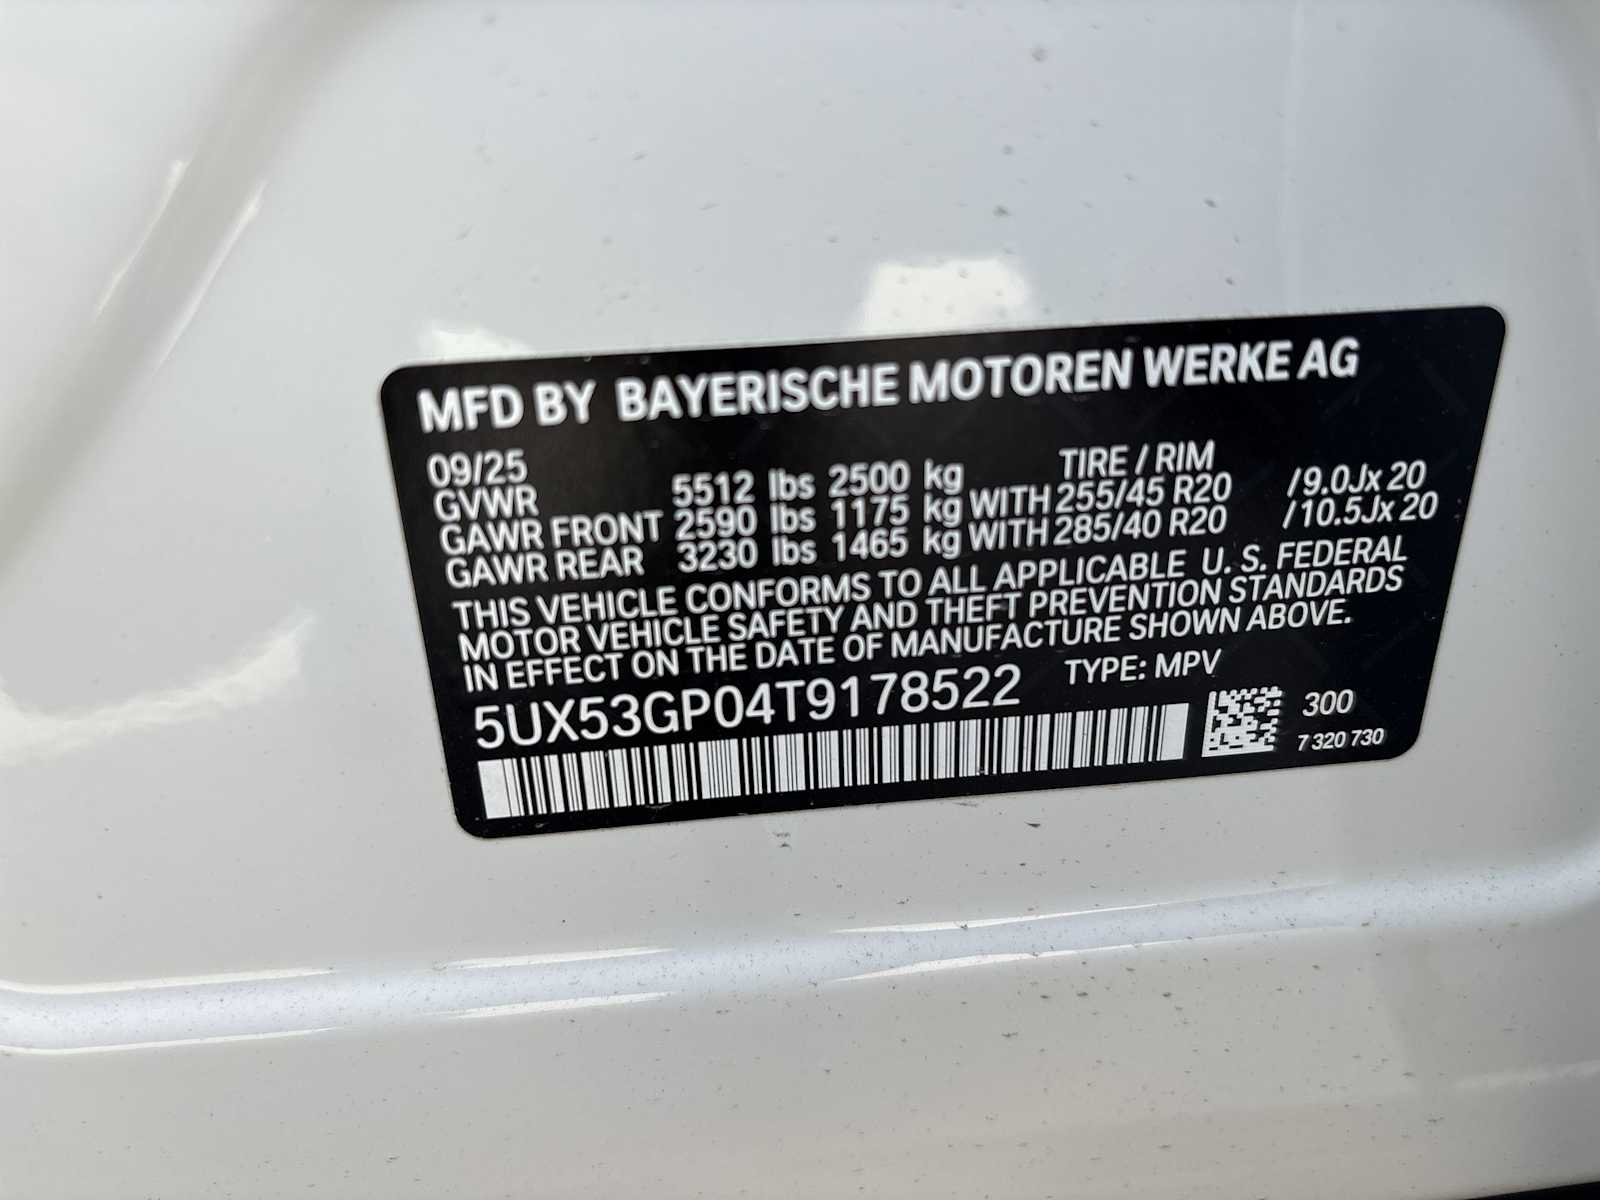 MFD BY BAYERISCHE MOTOREN WERKE AG
09/25 TIRE / RIM
GVWR 5512 lbs 2500 kg
GAWR FRONT 2590 lbs 1175 kg WITH 255/45 R20 /9.0Jx 20
GAWR REAR 3230 lbs 1465 kg WITH 285/40 R20 /10.5Jx 20
THIS VEHICLE CONFORMS TO ALL APPLICABLE U. S. FEDERAL
MOTOR VEHICLE SAFETY AND THEFT PREVENTION STANDARDS
IN EFFECT ON THE DATE OF MANUFACTURE SHOWN ABOVE.
5UX53GP04T9178522 TYPE: MPV
300
7 320 730